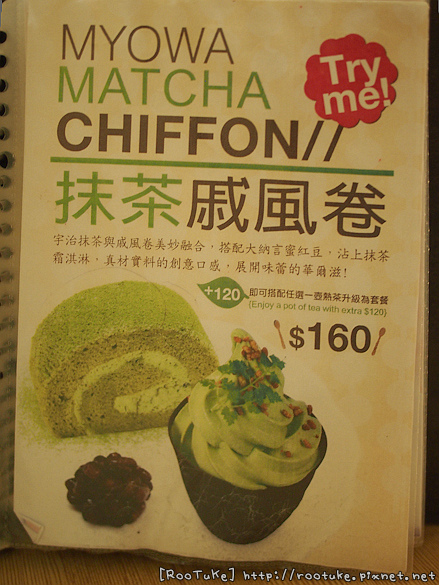 MYOWA
MATCHA
CHIFFON//
Try
me!
抹茶戚風卷
宇治抹茶與戚風卷美妙融合，搭配大納言蜜紅豆，沾上抹茶
霜淇淋，真材實料的創意口感，展開味蕾的華爾滋！
+120 即可搭配任選一壺熱茶升級為套餐
{Enjoy a pot of tea with extra $120}
$160
[RooTuKe] http://rootuke.pixnet.net